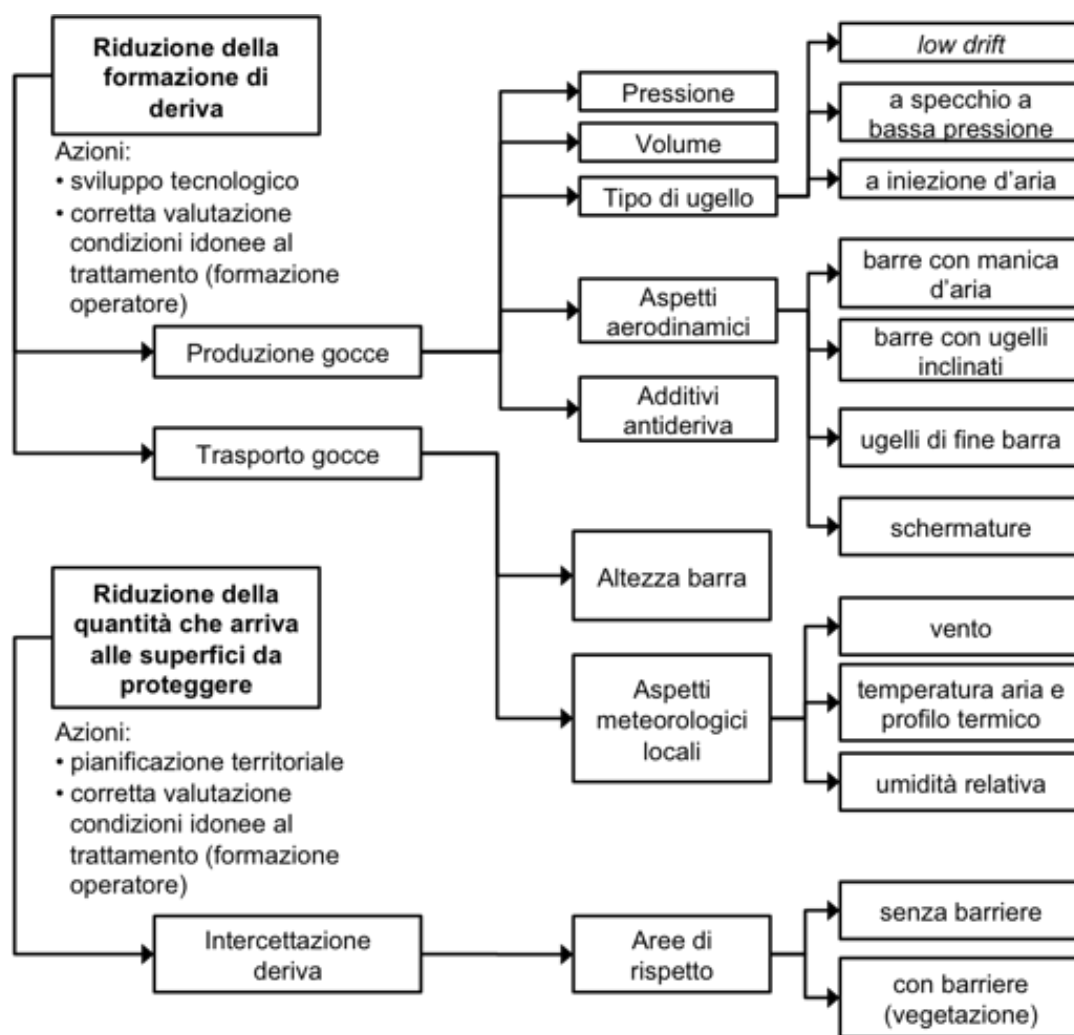 Riduzione della
formazione di
deriva
Azioni:
• sviluppo tecnologico
• corretta valutazione
condizioni idonee al
trattamento (formazione
operatore)
Produzione gocce
Trasporto gocce
Pressione
Volume
Tipo di ugello
low drift
a specchio a
bassa pressione
a iniezione d'aria
Aspetti
aerodinamici
barre con manica
d'aria
barre con ugelli
inclinati
ugelli di fine barra
schermature
Additivi
antideriva
Altezza barra
Aspetti
meteorologici
locali
vento
temperatura aria e
profilo termico
umidità relativa
Riduzione della
quantità che arriva
alle superfici da
proteggere
Azioni:
• pianificazione territoriale
• corretta valutazione
condizioni idonee al
trattamento (formazione
operatore)
Intercettazione
deriva
Aree di
rispetto
senza barriere
con barriere
(vegetazione)